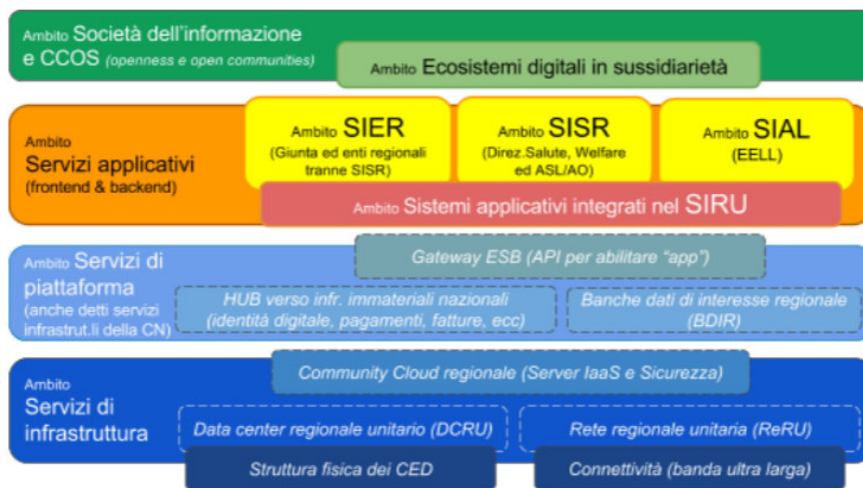 Ambito Società dell'informazione
e CCOS (openness e open communities)
Ambito Ecosistemi digitali in sussidiarietà
Ambito
Servizi applicativi
(frontend & backend)
Ambito SIER
(Giunta ed enti regionali
tranne SISR)
Ambito SISR
(Direz.Salute, Welfare
ed ASL/AO)
Ambito SIAL
(EELL)
Ambito Sistemi applicativi integrati nel SIRU
Ambito Servizi di
piattaforma
(anche detti servizi
infrastrut.li della CN)
Gateway ESB (API per abilitare “app”)
HUB verso infr. immateriali nazionali
(identità digitale, pagamenti, fatture, ecc)
Banche dati di interesse regionale
(BDIR)
Ambito
Servizi di
infrastruttura
Community Cloud regionale (Server IaaS e Sicurezza)
Data center regionale unitario (DCRU)
Rete regionale unitaria (ReRU)
Struttura fisica dei CED
Connettività (banda ultra larga)